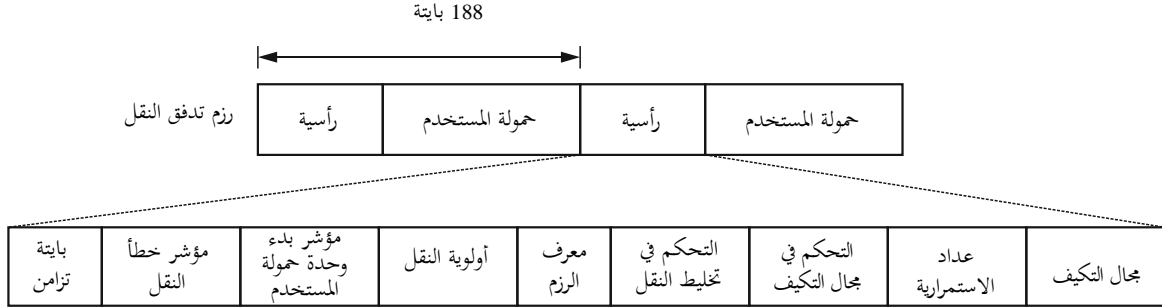 188 بايتة
رزم تدفق النقل
رأسية
حمولة المستخدم
رأسية
حمولة المستخدم
بايتة
تزامن
مؤشر خطأ
النقل
مؤشر بدء
وحدة حمولة
المستخدم
أولوية النقل
معرف
الرزم
التحكم في
تخليط النقل
التحكم في
مجال التكيف
عداد
الاستمرارية
مجال التكيف